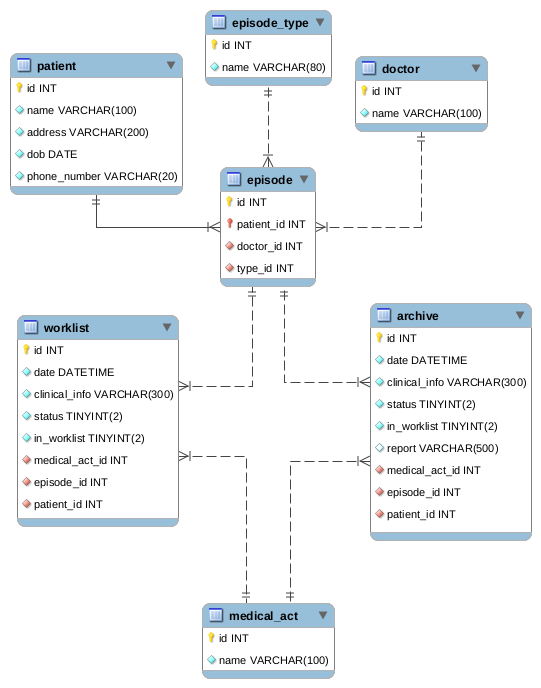 episode_type
id INT
name VARCHAR(80)
patient
id INT
name VARCHAR(100)
address VARCHAR(200)
dob DATE
phone_number VARCHAR(20)
doctor
id INT
name VARCHAR(100)
episode
id INT
patient_id INT
doctor_id INT
type_id INT
worklist
id INT
date DATETIME
clinical_info VARCHAR(300)
status TINYINT(2)
in_worklist TINYINT(2)
medical_act_id INT
episode_id INT
patient_id INT
archive
id INT
date DATETIME
clinical_info VARCHAR(300)
status TINYINT(2)
in_worklist TINYINT(2)
report VARCHAR(500)
medical_act_id INT
episode_id INT
patient_id INT
medical_act
id INT
name VARCHAR(100)